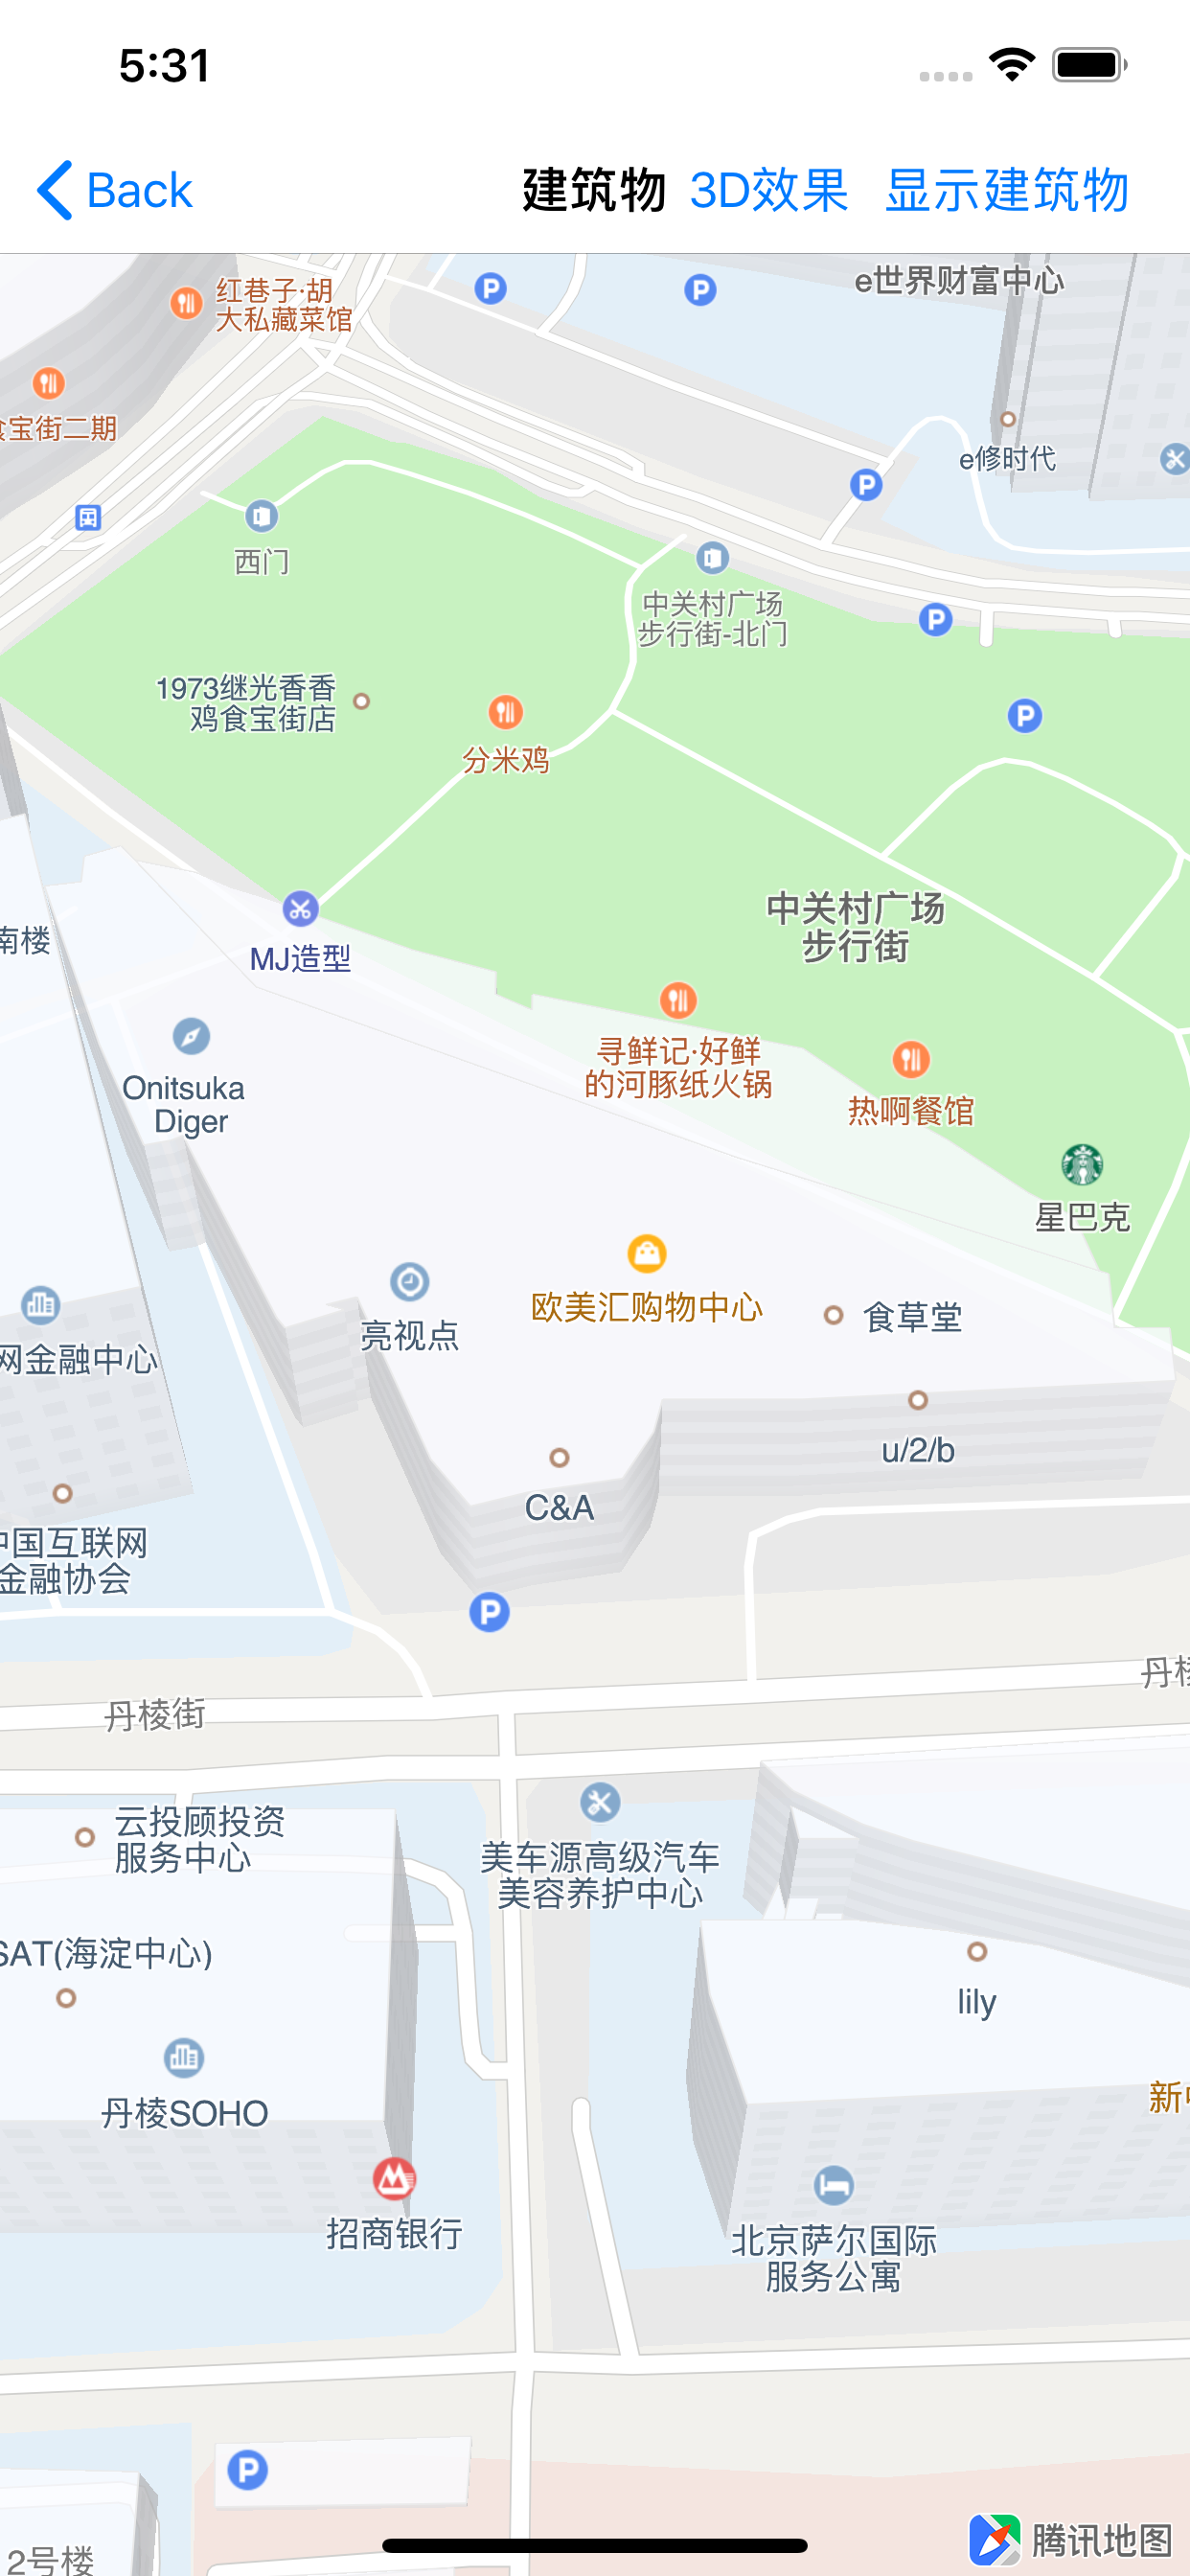 5:31
Back
建筑物
3D效果
显示建筑物
e世界财富中心
红巷子·胡
大私藏菜馆
食宝街二期
e修时代
西门
中关村广场
步行街-北门
1973继光香香
鸡食宝街店
分米鸡
中关村广场
步行街
南楼
MJ造型
寻鲜记·好鲜
的河豚纸火锅
Onitsuka
Diger
热啊餐馆
星巴克
欧美汇购物中心
食草堂
亮视点
网金融中心
u/2/b
C&A
中国互联网
金融协会
丹棱街
丹棱
云投顾投资
服务中心
美车源高级汽车
美容养护中心
SAT(海淀中心)
lily
丹棱SOHO
新中
招商银行
北京萨尔国际
服务公寓
2号楼
腾讯地图